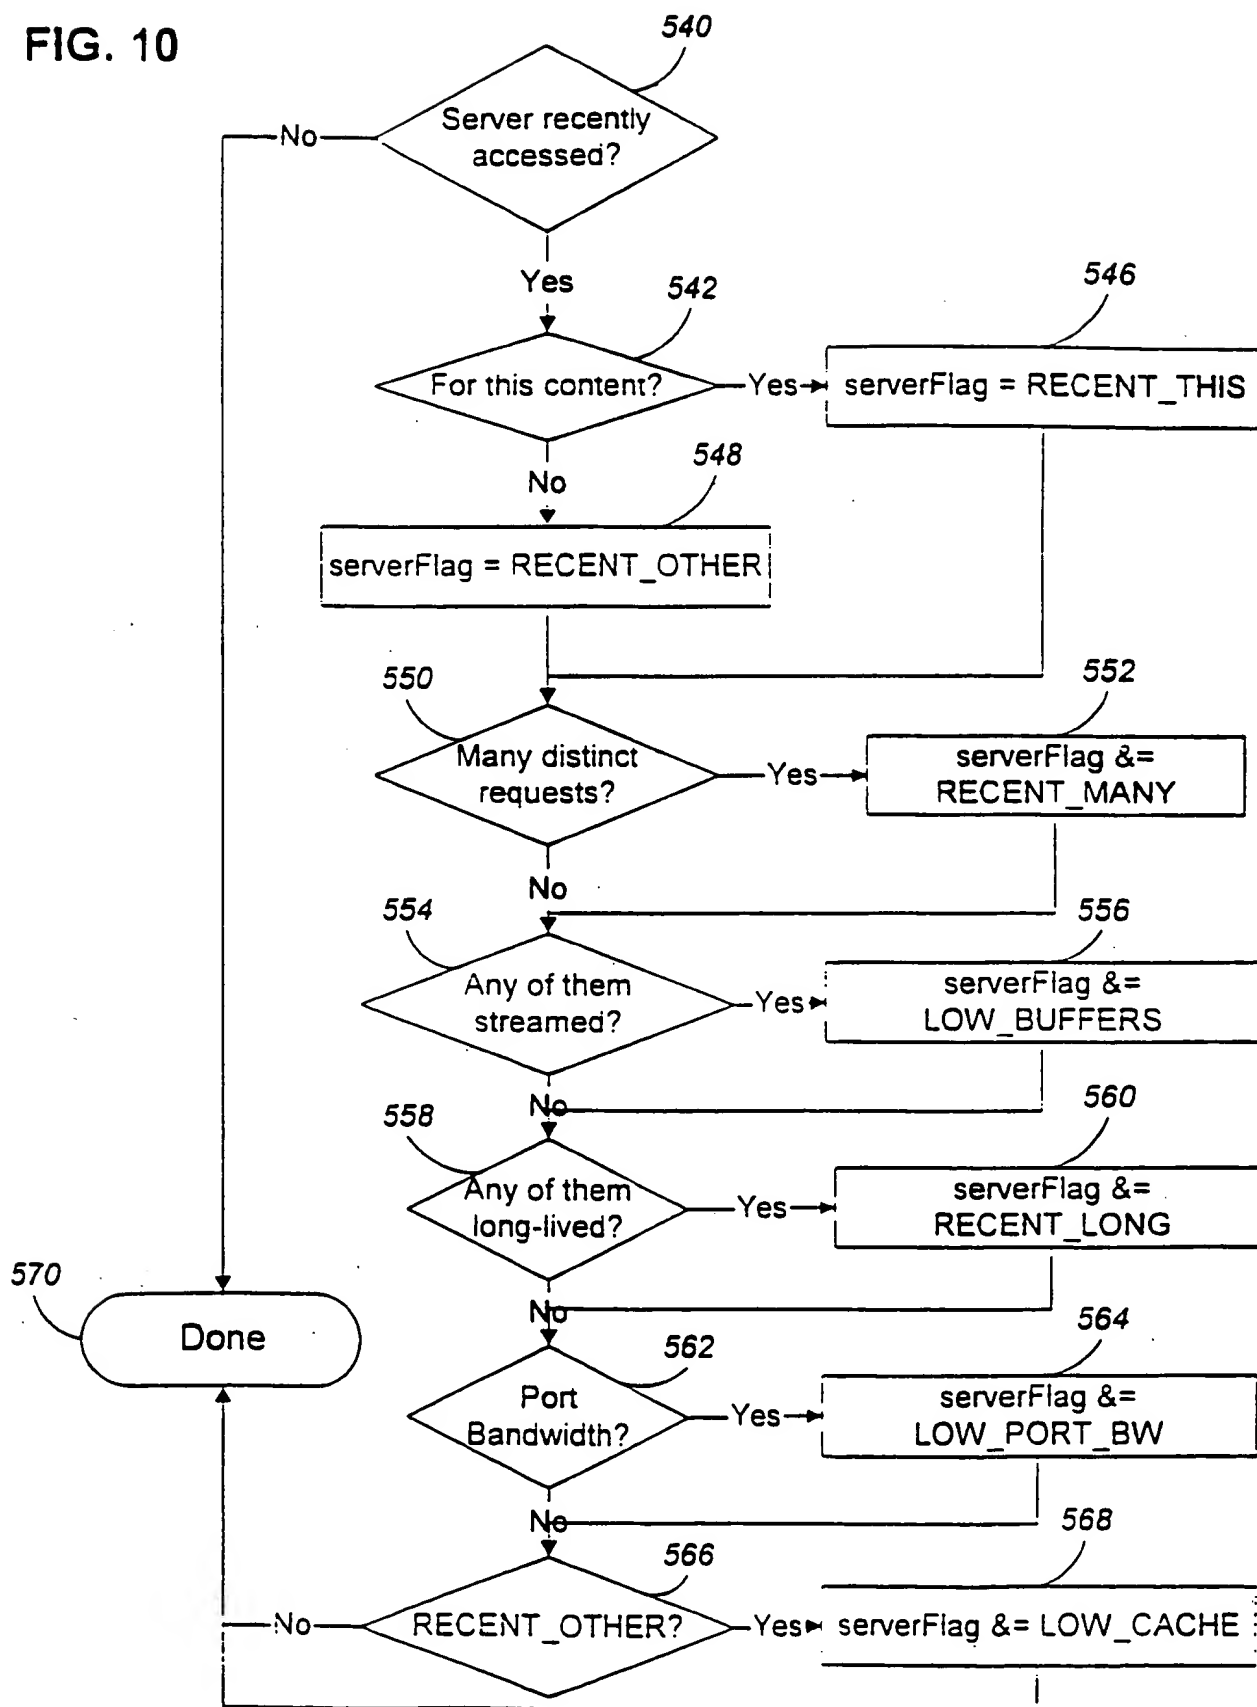 FIG. 10
540
Server recently
accessed?
No
Yes
542
546
For this content?
Yes
serverFlag = RECENT_THIS
No
548
serverFlag = RECENT_OTHER
550
552
Many distinct
requests?
Yes
serverFlag &=
RECENT_MANY
No
554
556
Any of them
streamed?
Yes
serverFlag &=
LOW_BUFFERS
No
558
560
Any of them
long-lived?
Yes
serverFlag &=
RECENT_LONG
570
Done
No
562
564
Port
Bandwidth?
Yes
serverFlag &=
LOW_PORT_BW
No
566
568
No
RECENT_OTHER?
Yes
serverFlag &= LOW_CACHE